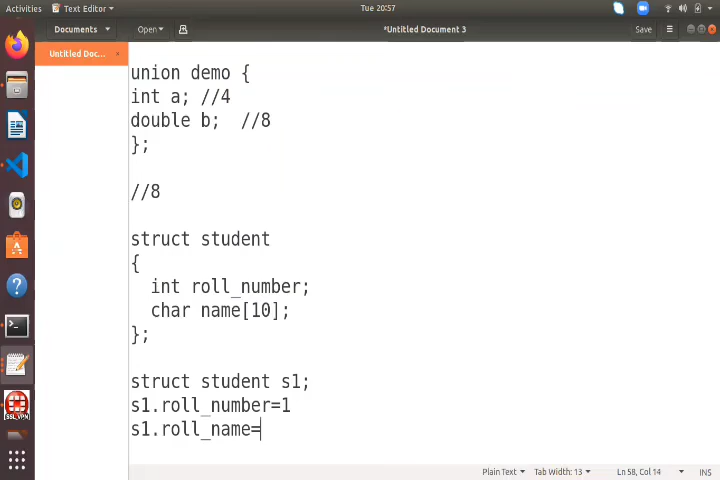 Activities Text Editor Tue 20:57
Documents Open *Untitled Document 3 Save
Untitled Doc...
union demo {
int a; //4
double b;  //8
};
//8
struct student
{
  int roll_number;
  char name[10];
};
struct student s1;
s1.roll_number=1
s1.roll_name=
SSL_VPN
Plain Text Tab Width: 13 Ln 58, Col 14 INS